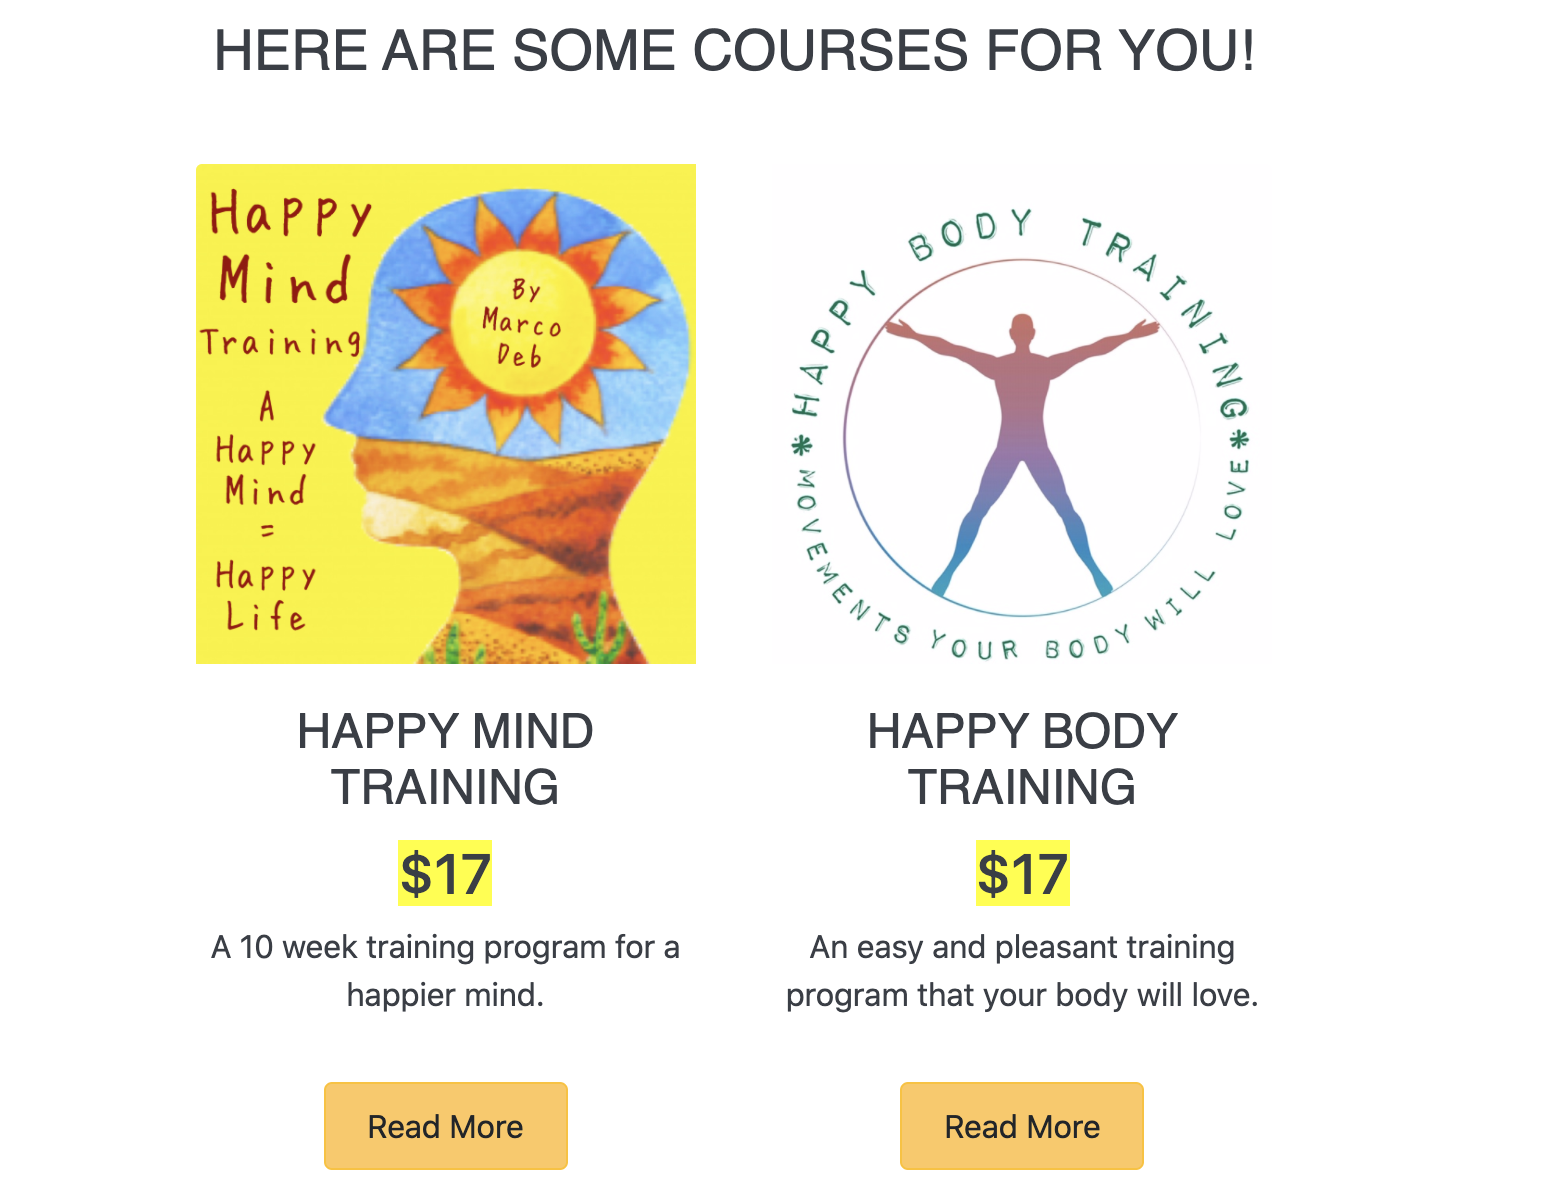 HERE ARE SOME COURSES FOR YOU!
Happy
Mind
Training
A
Happy
Mind
=
Happy
Life
By
Marco
Deb
HAPPY BODY TRAINING
MOVEMENTS YOUR BODY WILL LOVE
HAPPY MIND
TRAINING
$17
A 10 week training program for a
happier mind.
Read More
HAPPY BODY
TRAINING
$17
An easy and pleasant training
program that your body will love.
Read More